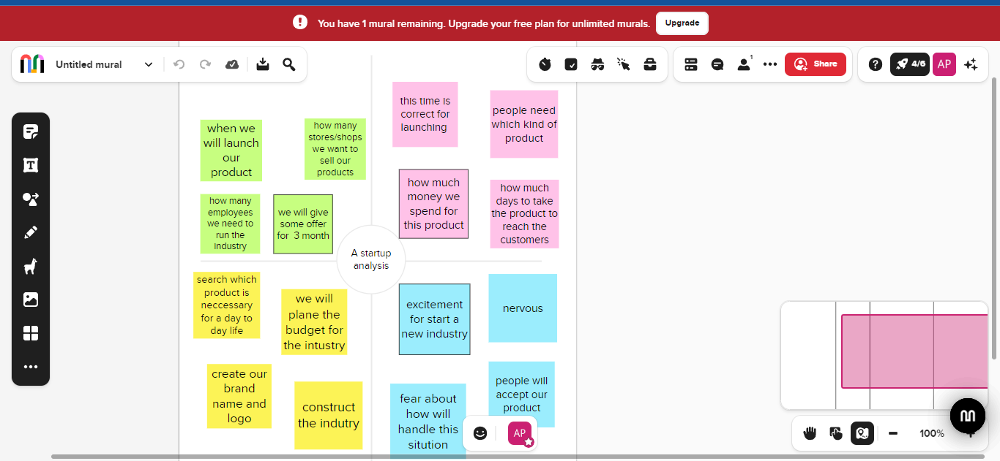 You have 1 mural remaining. Upgrade your free plan for unlimited murals.
Upgrade
Untitled mural
1
Share
4/6
AP
when we
will launch
our
product
how many
stores/shops
we want to
sell our
products
how many
employees
we need to
run the
industry
we will give
some offer
for 3 month
this time is
correct for
launching
people need
which kind of
product
how much
money we
spend for
this product
how much
days to take
the product to
reach the
customers
A startup
analysis
search which
product is
neccessary
for a day to
day life
we will
plane the
budget for
the intustry
create our
brand
name and
logo
construct
the indutry
excitement
for start a
new industry
nervous
fear about
how will
handle this
sitution
people will
accept our
product
AP
100%